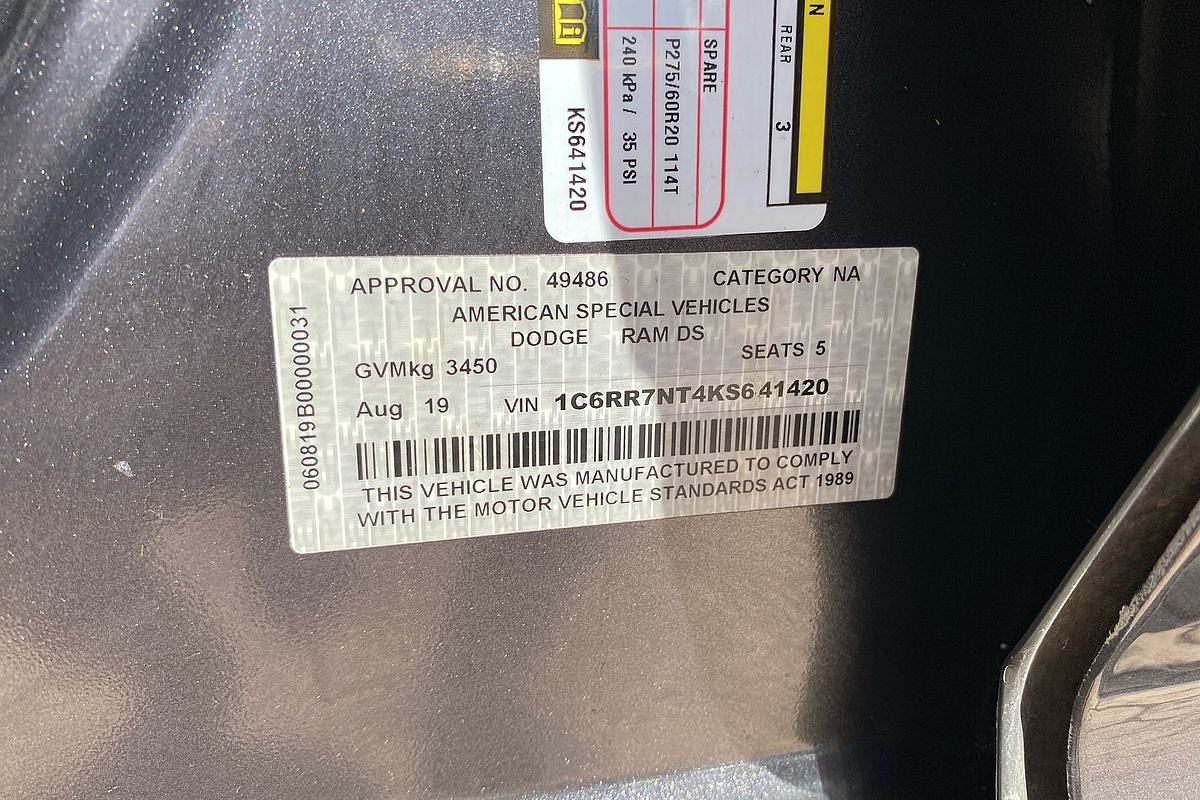 N
REAR 3
SPARE
P275/60R20 114T
240 kPa / 35 PSI
KS641420
APPROVAL NO. 49486 CATEGORY NA
AMERICAN SPECIAL VEHICLES
DODGE RAM DS
GVMkg 3450 SEATS 5
Aug 19 VIN 1C6RR7NT4KS641420
THIS VEHICLE WAS MANUFACTURED TO COMPLY
WITH THE MOTOR VEHICLE STANDARDS ACT 1989
060819B00000031